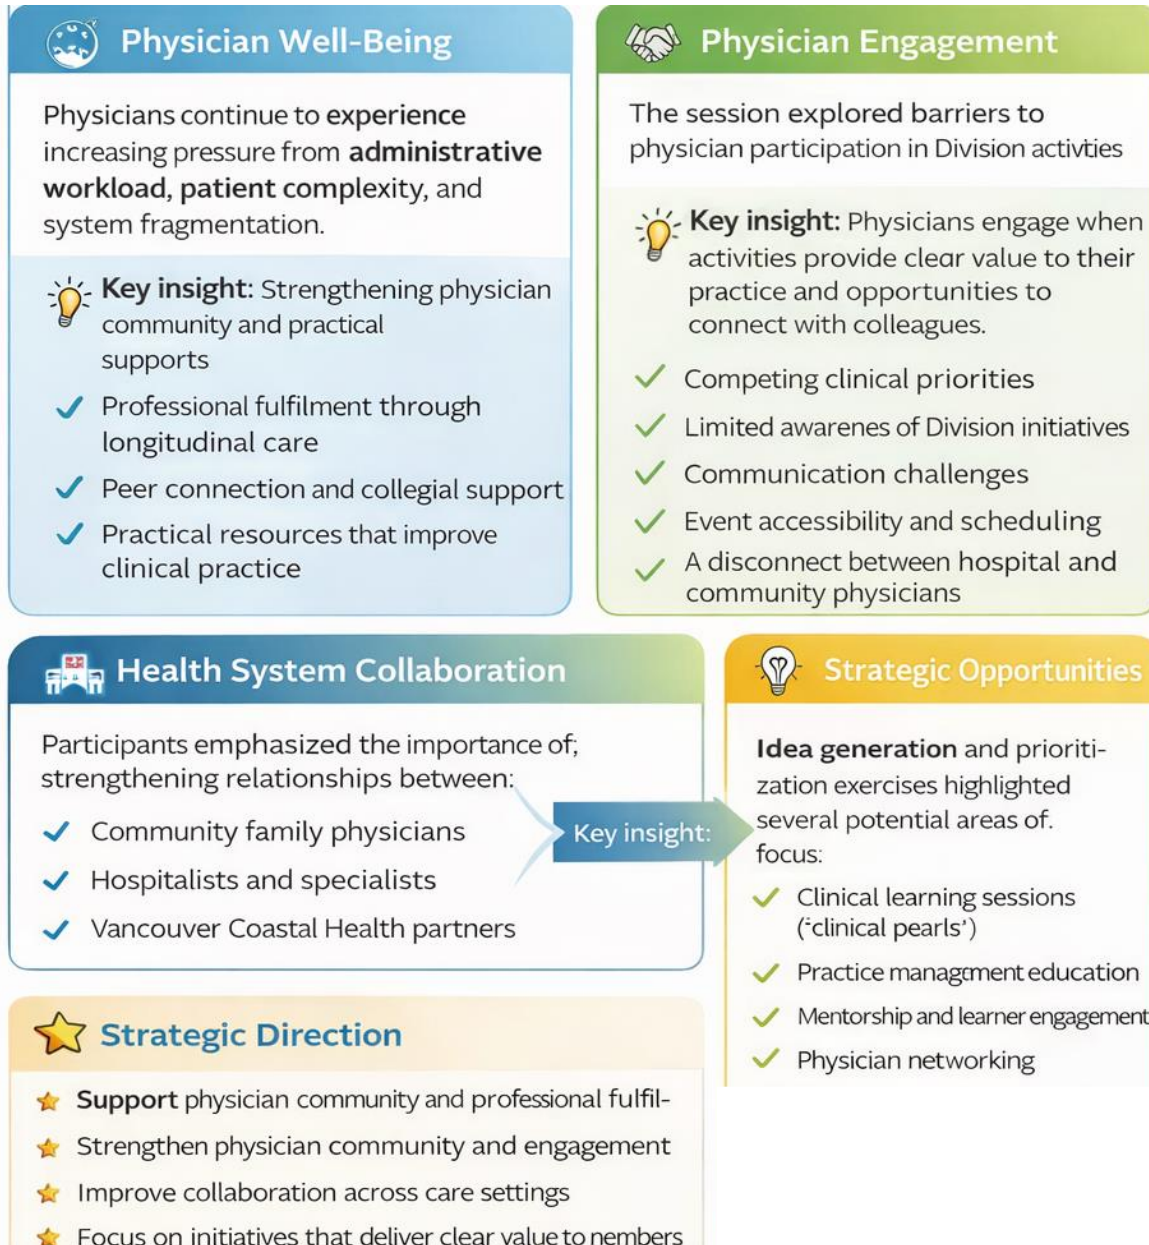 Physician Well-Being
Physicians continue to experience
increasing pressure from administrative
workload, patient complexity, and
system fragmentation.
Key insight: Strengthening physician
community and practical
supports
Professional fulfilment through
longitudinal care
Peer connection and collegial support
Practical resources that improve
clinical practice
Physician Engagement
The session explored barriers to
physician participation in Division activities
Key insight: Physicians engage when
activities provide clear value to their
practice and opportunities to
connect with colleagues.
Competing clinical priorities
Limited awarenes of Division initiatives
Communication challenges
Event accessibility and scheduling
A disconnect between hospital and
community physicians
Health System Collaboration
Participants emphasized the importance of;
strengthening relationships between:
Community family physicians
Hospitalists and specialists
Vancouver Coastal Health partners
Key insight:
Strategic Opportunities
Idea generation and prioriti-
zation exercises highlighted
several potential areas of.
focus:
Clinical learning sessions
(‘clinical pearls’)
Practice management education
Mentorship and learner engagement
Physician networking
Strategic Direction
Support physician community and professional fulfil-
Strengthen physician community and engagement
Improve collaboration across care settings
Focus on initiatives that deliver clear value to nembers